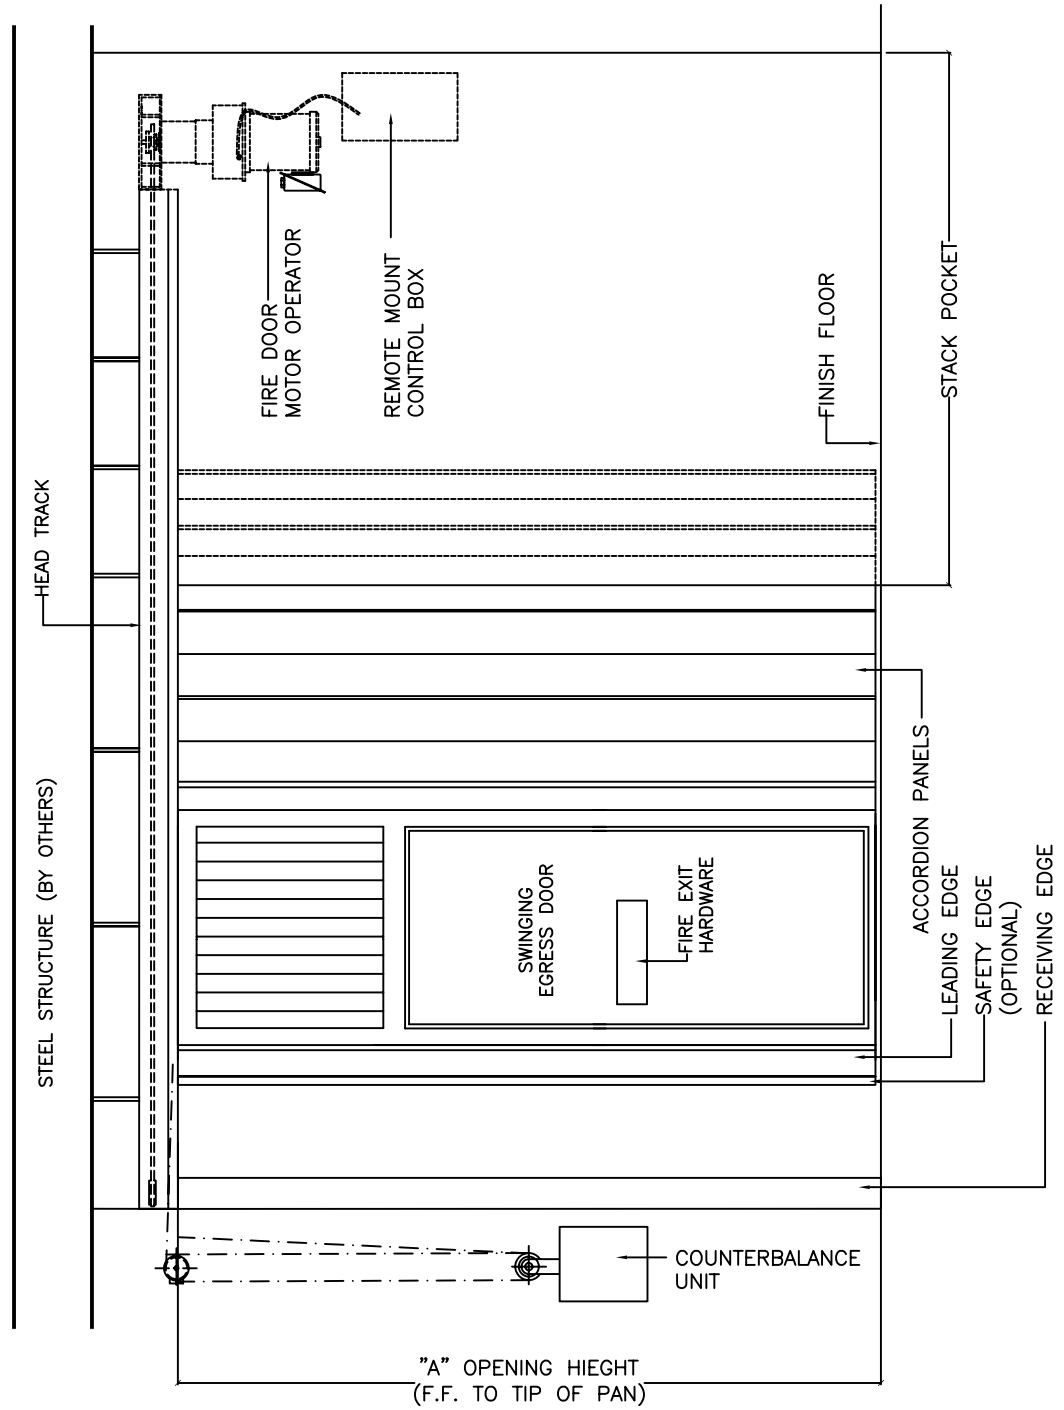 STEEL STRUCTURE (BY OTHERS)
HEAD TRACK
FIRE DOOR
MOTOR OPERATOR
REMOTE MOUNT
CONTROL BOX
FINISH FLOOR
STACK POCKET
SWINGING
EGRESS DOOR
FIRE EXIT
HARDWARE
ACCORDION PANELS
LEADING EDGE
SAFETY EDGE
(OPTIONAL)
RECEIVING EDGE
COUNTERBALANCE
UNIT
"A" OPENING HIEGHT
(F.F. TO TIP OF PAN)